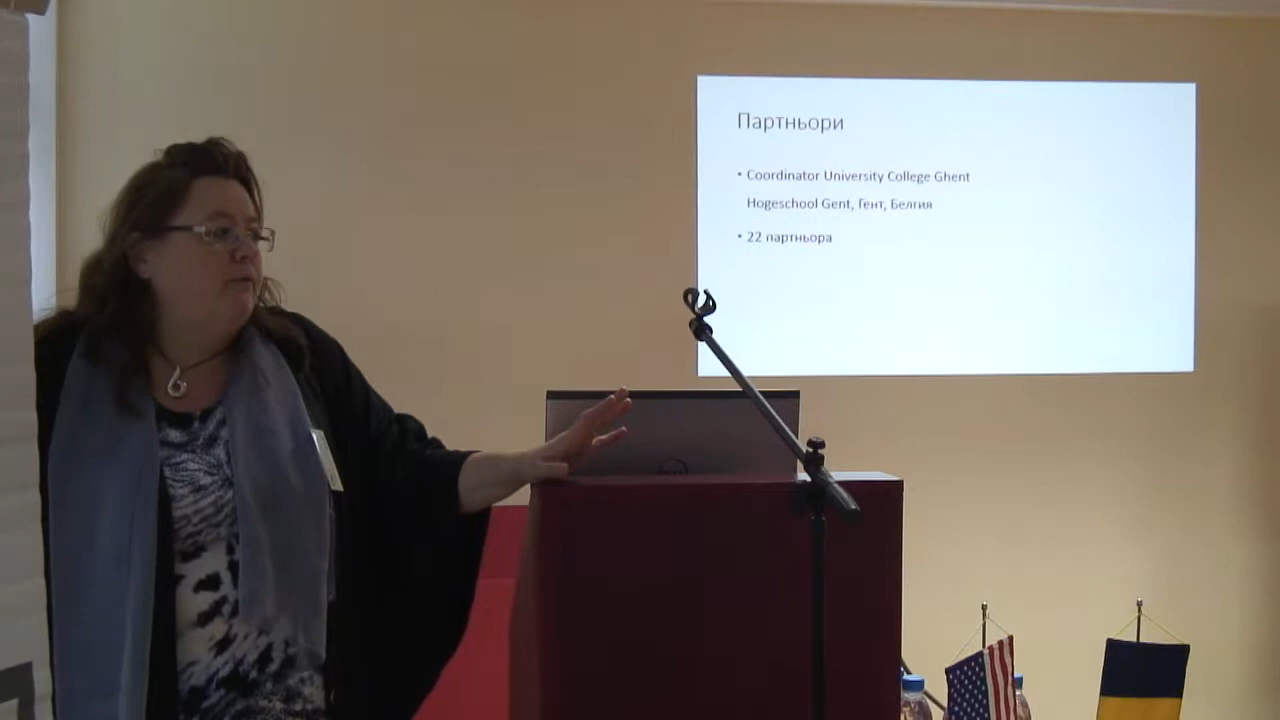 Партньори
• Coordinator University College Ghent
Hogeschool Gent, Гент, Белгия
• 22 партньора